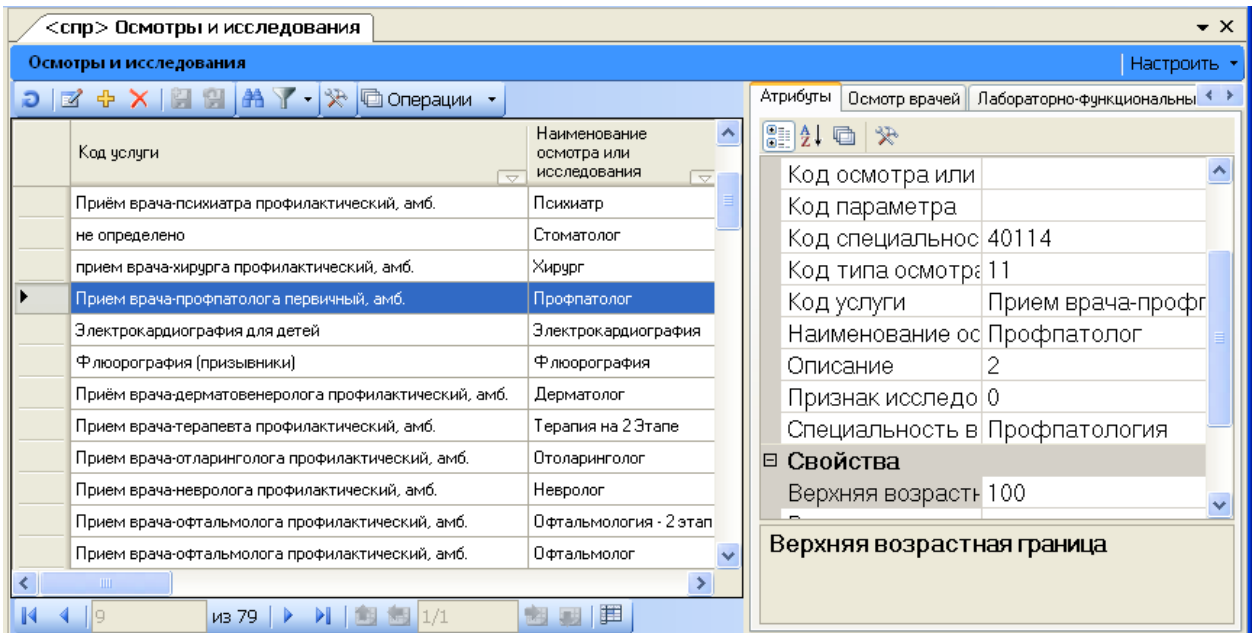 <спр> Осмотры и исследования
Осмотры и исследования
Настроить
Операции
Код услуги
Наименование
осмотра или
исследования
Приём врача-психиатра профилактический, амб. Психиатр
не определено Стоматолог
прием врача-хирурга профилактический, амб. Хирург
Прием врача-профпатолога первичный, амб. Профпатолог
Электрокардиография для детей Электрокардиография
Флюорография (призывники) Флюорография
Приём врача-дерматовенеролога профилактический, амб. Дерматолог
Прием врача-терапевта профилактический, амб. Терапия на 2 Этапе
Прием врача-отларинголога профилактический, амб. Отоларинголог
Прием врача-невролога профилактический, амб. Невролог
Прием врача-офтальмолога профилактический, амб. Офтальмология - 2 этап
Прием врача-офтальмолога профилактический, амб. Офтальмолог
9 из 79 1/1
Атрибуты Осмотр врачей Лабораторно-функциональны
Код осмотра или
Код параметра
Код специальнос 40114
Код типа осмотра 11
Код услуги Прием врача-профп
Наименование ос Профпатолог
Описание 2
Признак исследо 0
Специальность в Профпатология
Свойства
Верхняя возрастн 100
Верхняя возрастная граница